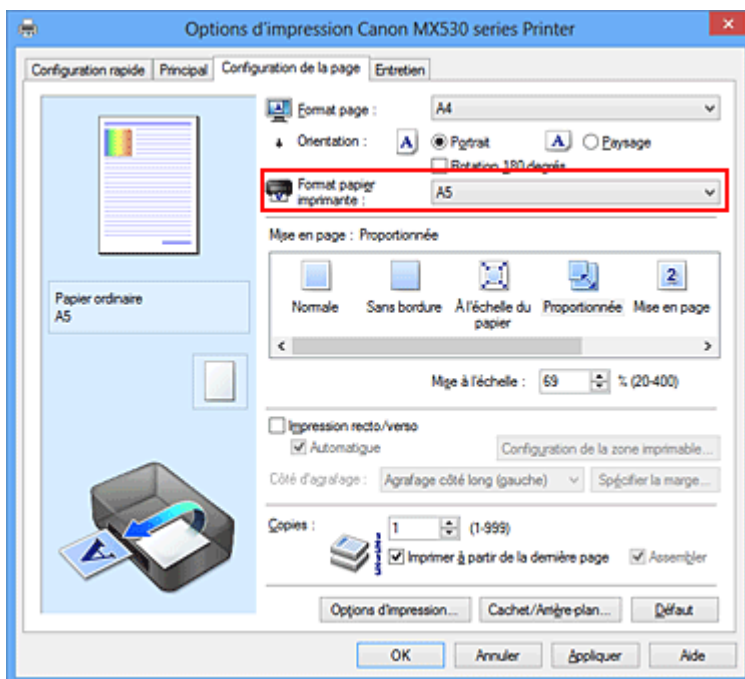 Options d'impression Canon MX530 series Printer
Configuration rapide Principal Configuration de la page Entretien
Format page : A4
Orientation : A Portrait A Paysage
Rotation 180 degrés
Format papier
imprimante : A5
Mise en page : Proportionnée
2
Normale Sans bordure À l'échelle du
papier Proportionnée Mise en page
Papier ordinaire
A5
Mise à l'échelle : 69 % (20-400)
Impression recto/verso
Automatique Configuration de la zone imprimable...
Côté d'agrafage : Agrafage côté long (gauche) Spécifier la marge...
Copies : 1 (1-999)
Imprimer à partir de la dernière page Assembler
Options d'impression... Cachet/Arrière-plan... Défaut
OK Annuler Appliquer Aide